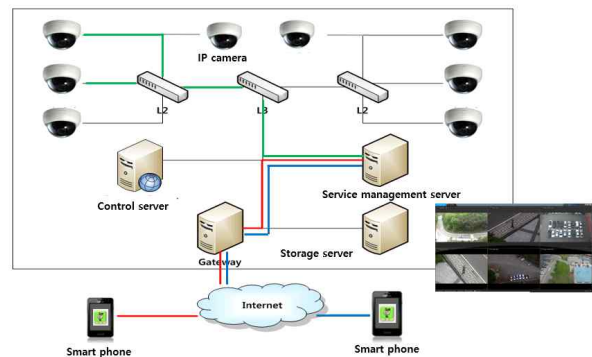 IP camera
L2
L3
L2
Control server
Service management server
Gateway
Storage server
Internet
Smart phone
Smart phone